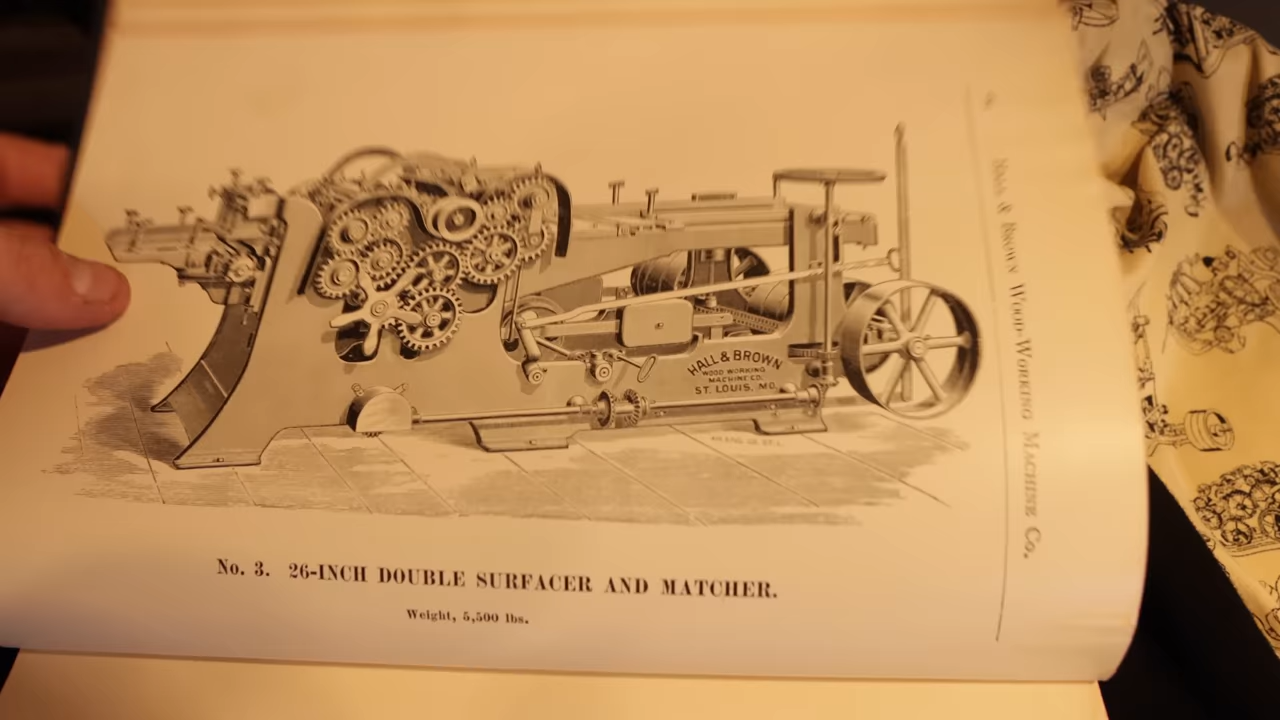 Hall & Brown Wood-Working Machine Co.
HALL & BROWN
WOOD WORKING
MACHINE CO.
ST. LOUIS, MO.
No. 3. 26-INCH DOUBLE SURFACER AND MATCHER.
Weight, 5,500 lbs.